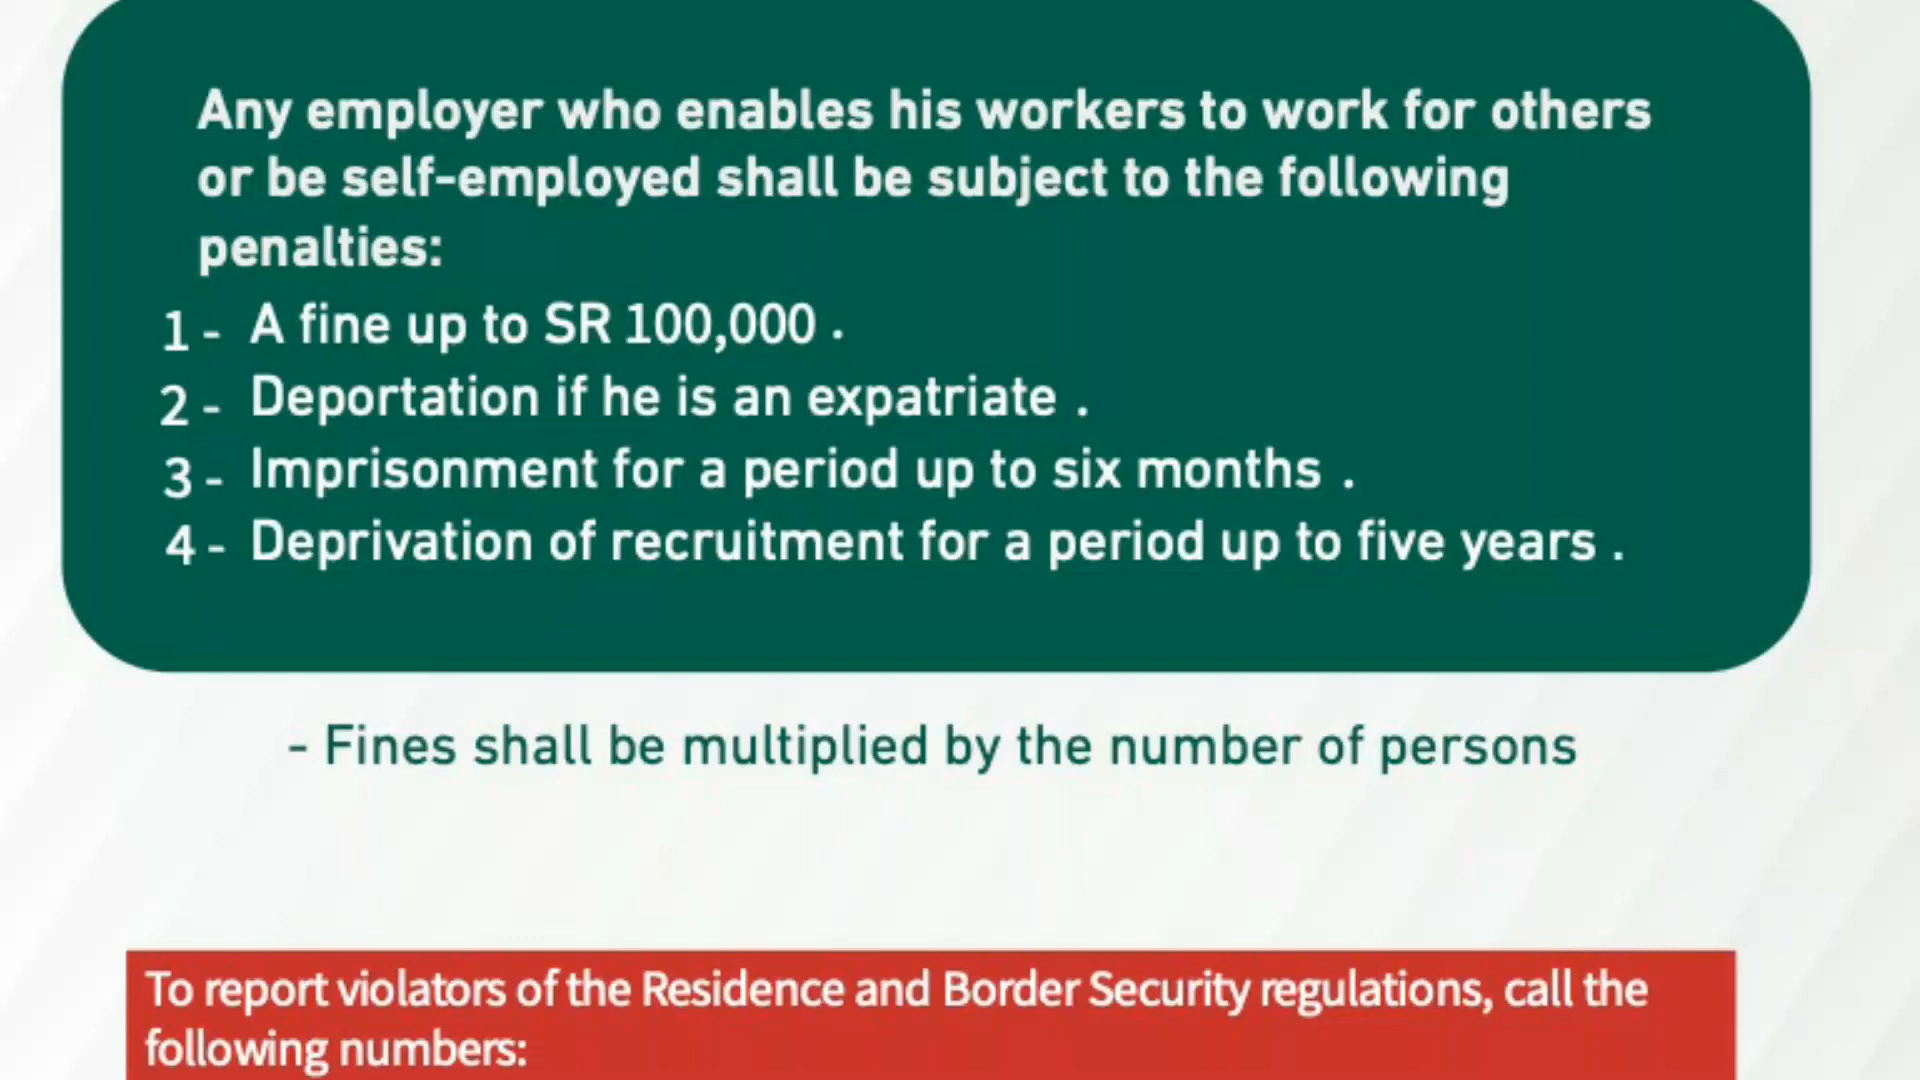 Any employer who enables his workers to work for others
or be self-employed shall be subject to the following
penalties:
1 - A fine up to SR 100,000 .
2 - Deportation if he is an expatriate .
3 - Imprisonment for a period up to six months .
4 - Deprivation of recruitment for a period up to five years .
- Fines shall be multiplied by the number of persons
To report violators of the Residence and Border Security regulations, call the
following numbers: